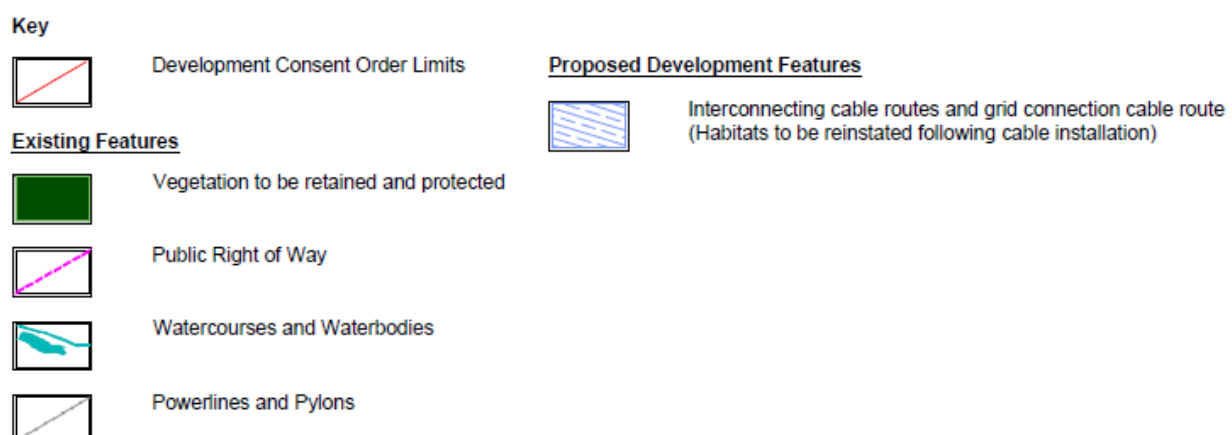 Key
Development Consent Order Limits
Existing Features
Vegetation to be retained and protected
Public Right of Way
Watercourses and Waterbodies
Powerlines and Pylons
Proposed Development Features
Interconnecting cable routes and grid connection cable route
(Habitats to be reinstated following cable installation)